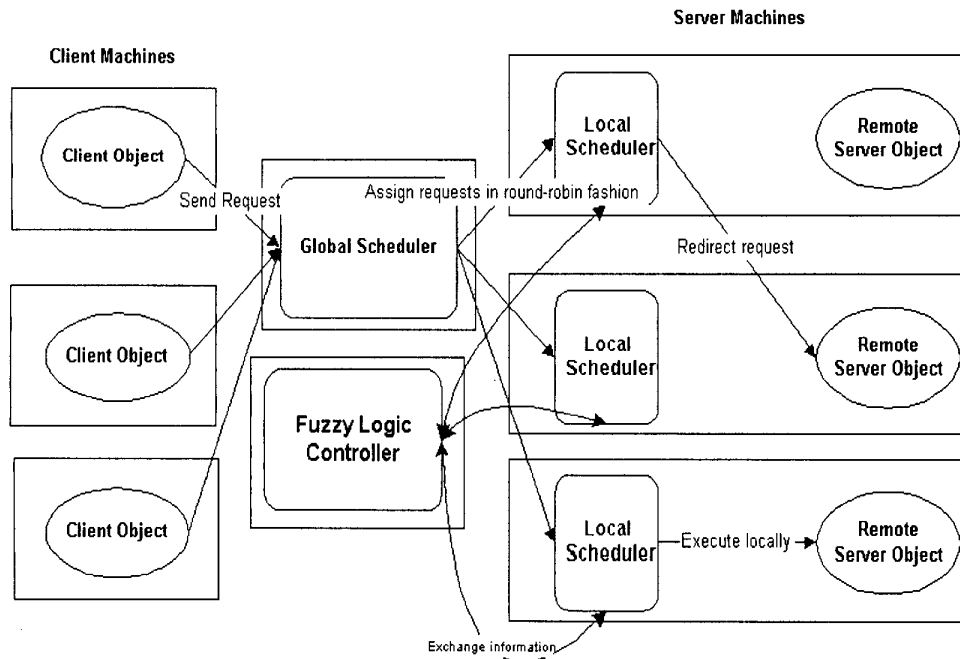 Server Machines
Client Machines
Client Object
Send Request
Global Scheduler
Assign requests in round-robin fashion
Local
Scheduler
Remote
Server Object
Redirect request
Client Object
Local
Scheduler
Remote
Server Object
Fuzzy Logic
Controller
Client Object
Local
Scheduler
Execute locally
Remote
Server Object
Exchange information